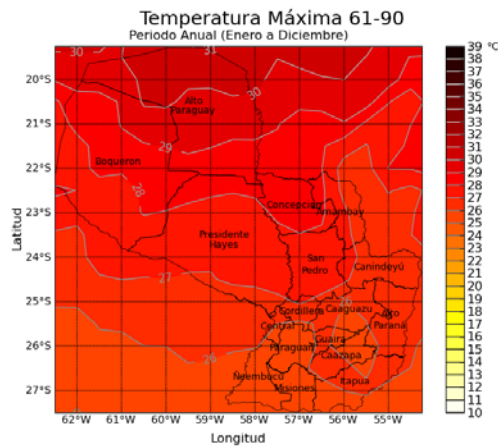 Temperatura Máxima 61-90
Periodo Anual (Enero a Diciembre)
30
31
30
29
28
27
26
26
Alto
Paraguay
Boqueron
Concepción
Amambay
Presidente
Hayes
San
Pedro
Canindeyú
Cordillera
Caaguazu
Alto
Paraná
Central
Guaira
Paraguari
Caazapa
Ñeembucú
Misiones
Itapua
20°S
21°S
22°S
23°S
24°S
25°S
26°S
27°S
Latitud
62°W 61°W 60°W 59°W 58°W 57°W 56°W 55°W
Longitud
39 °C
38
37
36
35
34
33
32
31
30
29
28
27
26
25
24
23
22
21
20
19
18
17
16
15
14
13
12
11
10